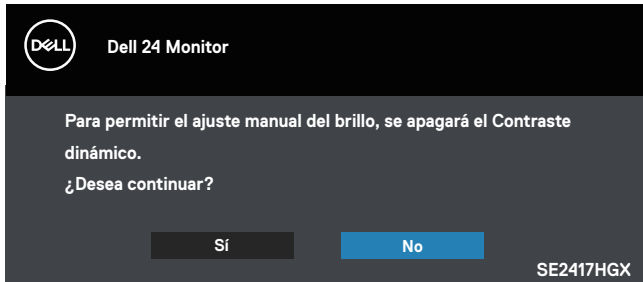 DELL
Dell 24 Monitor
Para permitir el ajuste manual del brillo, se apagará el Contraste
dinámico.
¿Desea continuar?
Sí
No
SE2417HGX